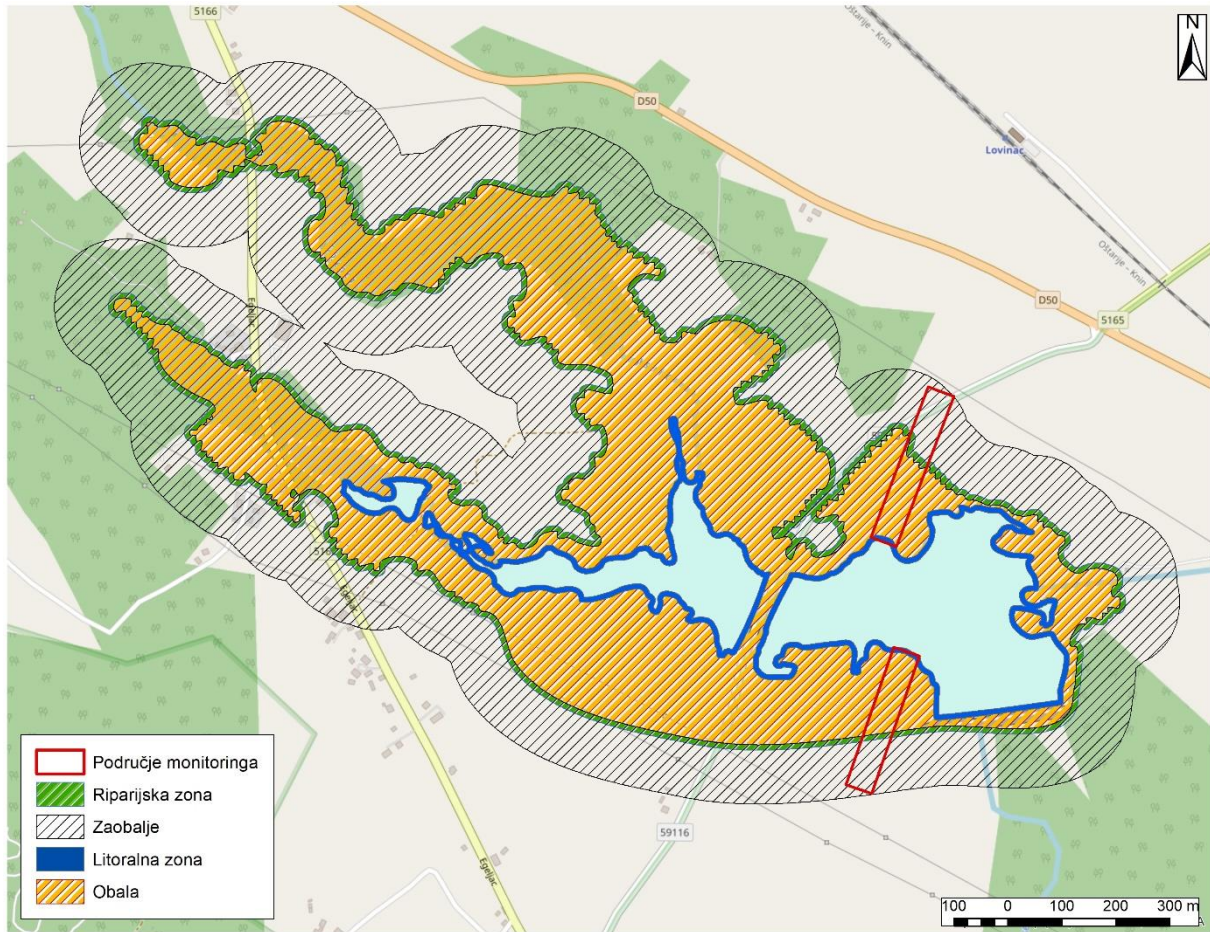 5166
Oštarije – Knin
N
D50
Lovinac
Oštarije – Knin
D50
5165
Egeljac
Egeljac
59116
Egeljac
Područje monitoringa
Riparijska zona
Zaobalje
Litoralna zona
Obala
100 0 100 200 300 m